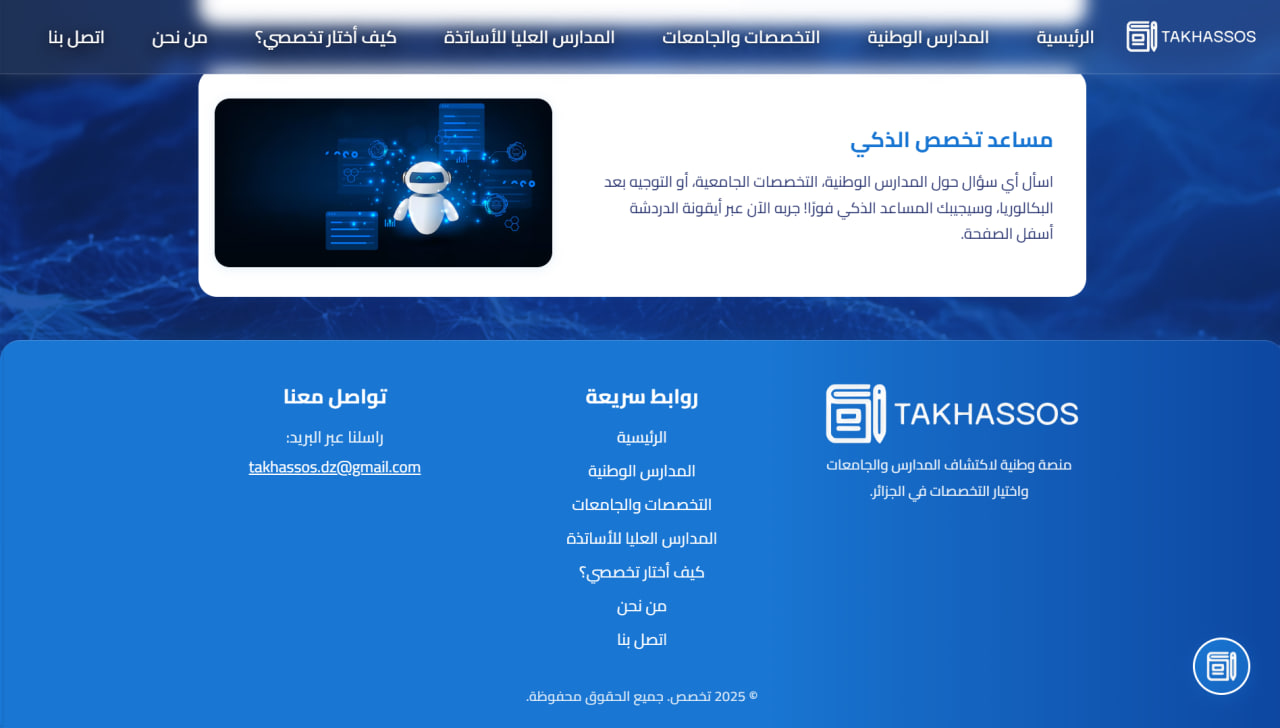 TAKHASSOS
الرئيسية
المدارس الوطنية
التخصصات والجامعات
المدارس العليا للأساتذة
كيف أختار تخصصي؟
من نحن
اتصل بنا
مساعد تخصص الذكي
اسأل أي سؤال حول المدارس الوطنية، التخصصات الجامعية، أو التوجيه بعد
البكالوريا، وسيجيبك المساعد الذكي فورًا! جربه الآن عبر أيقونة الدردشة
أسفل الصفحة.
TAKHASSOS
منصة وطنية لاكتشاف المدارس والجامعات
واختيار التخصصات في الجزائر.
روابط سريعة
الرئيسية
المدارس الوطنية
التخصصات والجامعات
المدارس العليا للأساتذة
كيف أختار تخصصي؟
من نحن
اتصل بنا
تواصل معنا
راسلنا عبر البريد:
takhassos.dz@gmail.com
© 2025 تخصص. جميع الحقوق محفوظة.